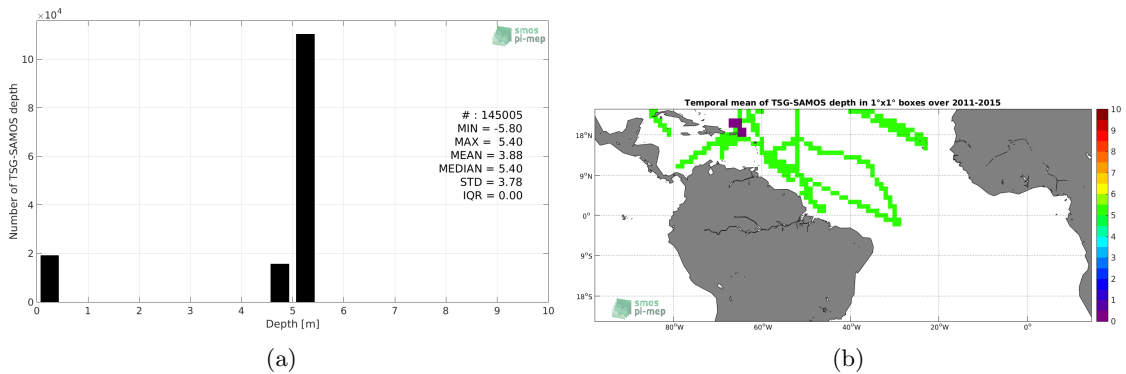 ×10⁴
smos
pi-mep
10
8
6
4
2
0
Number of TSG-SAMOS depth
# : 145005
MIN = -5.80
MAX = 5.40
MEAN = 3.88
MEDIAN = 5.40
STD = 3.78
IQR = 0.00
0 1 2 3 4 5 6 7 8 9 10
Depth [m]
(a)
Temporal mean of TSG-SAMOS depth in 1°x1° boxes over 2011-2015
18°N
9°N
0°
9°S
18°S
smos
pi-mep
80°W 60°W 40°W 20°W 0°
10
9
8
7
6
5
4
3
2
1
0
(b)